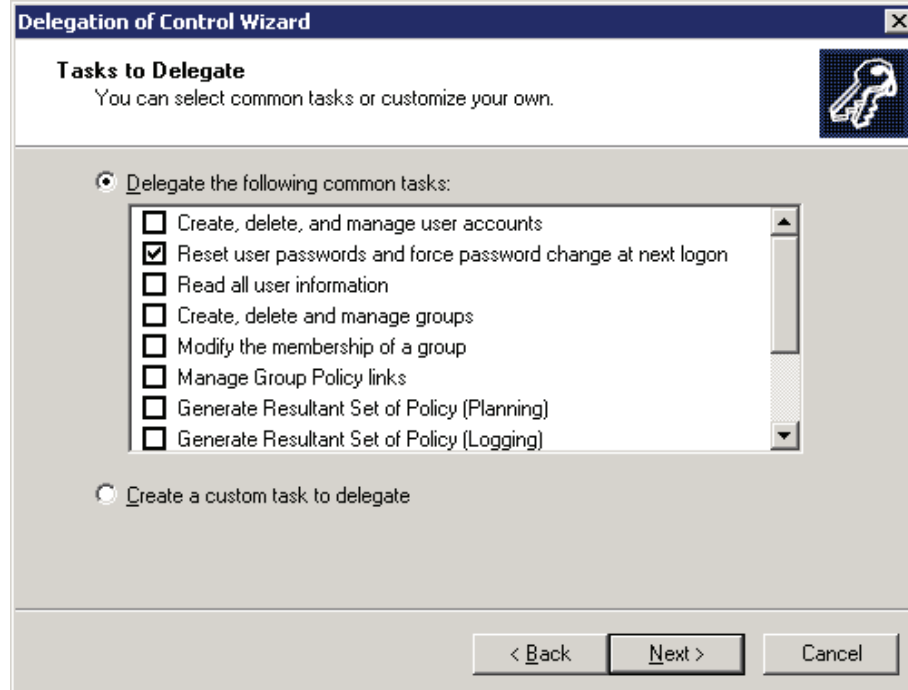 Delegation of Control Wizard
Tasks to Delegate
You can select common tasks or customize your own.
Delegate the following common tasks:
Create, delete, and manage user accounts
Reset user passwords and force password change at next logon
Read all user information
Create, delete and manage groups
Modify the membership of a group
Manage Group Policy links
Generate Resultant Set of Policy (Planning)
Generate Resultant Set of Policy (Logging)
Create a custom task to delegate
< Back Next > Cancel